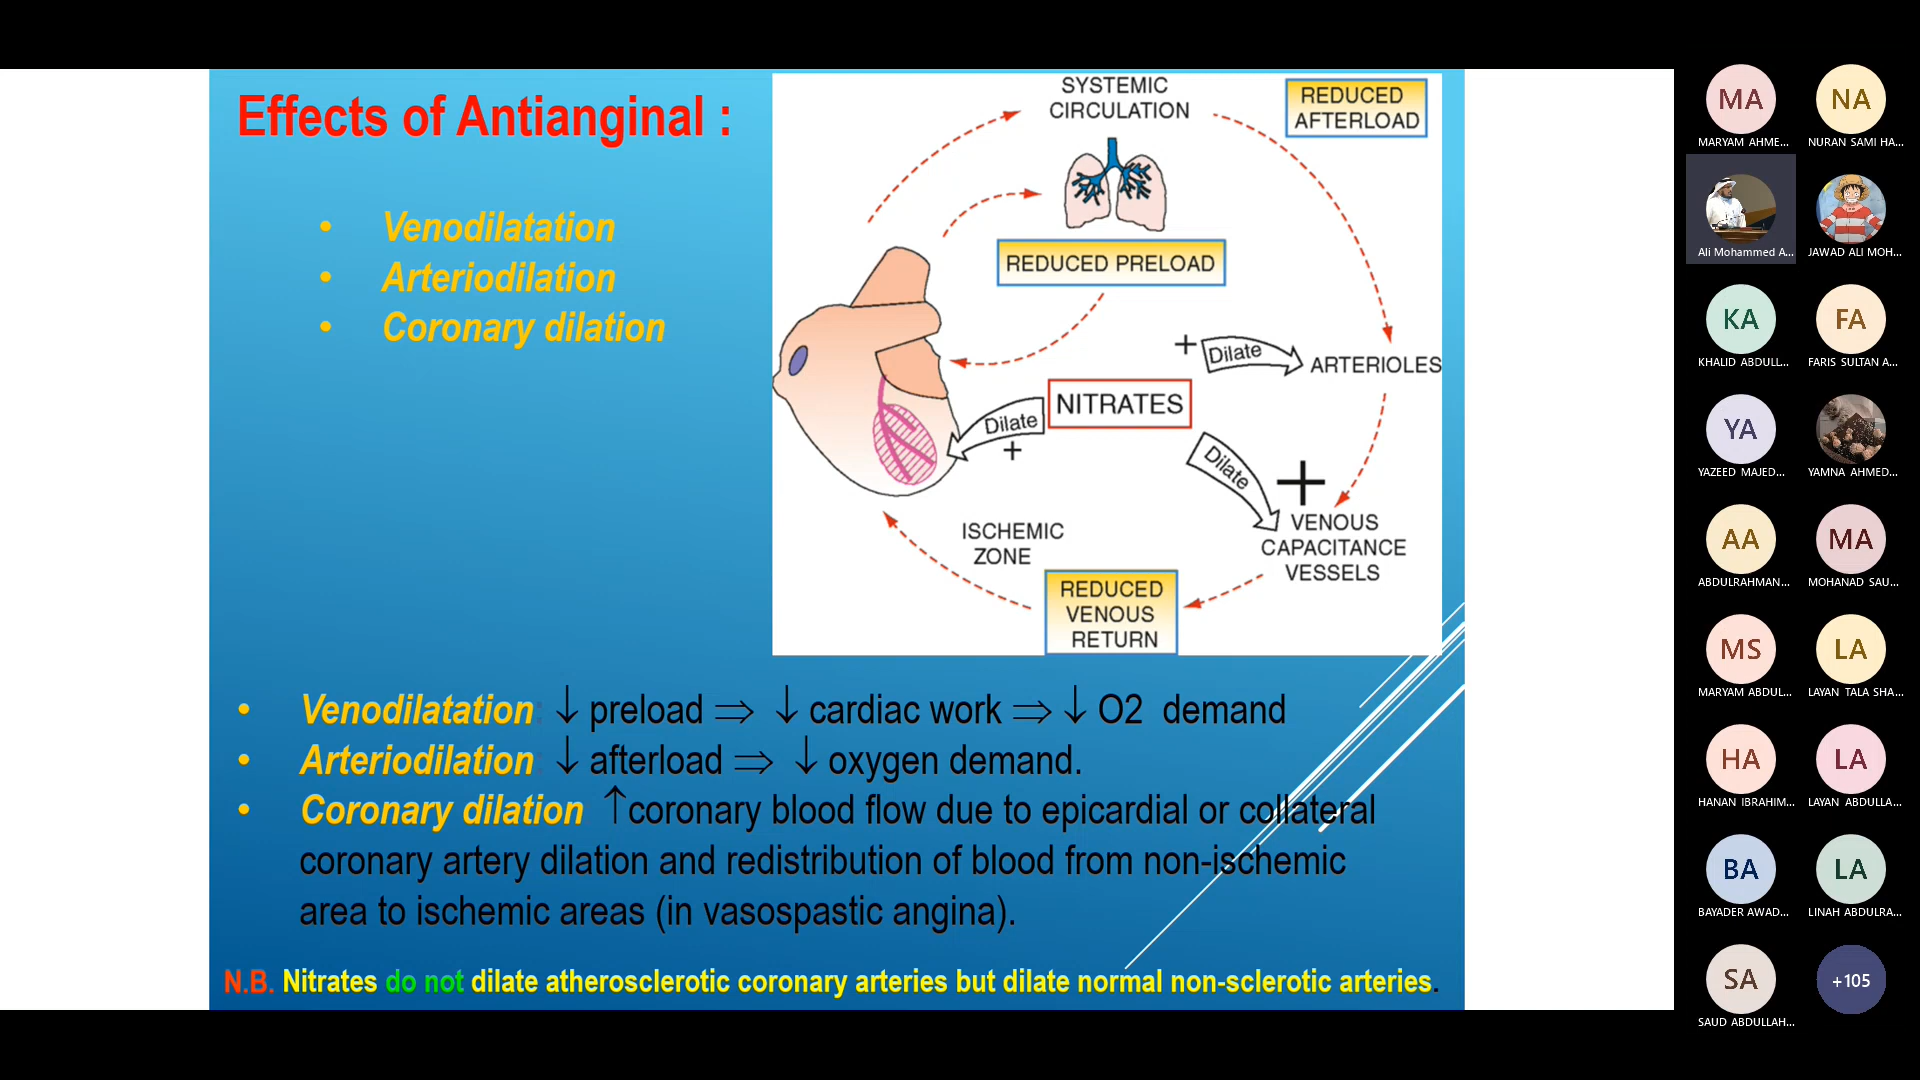 Effects of Antianginal :
• Venodilatation
• Arteriodilation
• Coronary dilation
SYSTEMIC
CIRCULATION
REDUCED
AFTERLOAD
REDUCED PRELOAD
+
Dilate
ARTERIOLES
NITRATES
Dilate
+
Dilate
+
VENOUS
CAPACITANCE
VESSELS
ISCHEMIC
ZONE
REDUCED
VENOUS
RETURN
• Venodilatation: ↓ preload ⇒ ↓ cardiac work ⇒ ↓ O2 demand
• Arteriodilation: ↓ afterload ⇒ ↓ oxygen demand.
• Coronary dilation ↑coronary blood flow due to epicardial or collateral
coronary artery dilation and redistribution of blood from non-ischemic
area to ischemic areas (in vasospastic angina).
N.B. Nitrates do not dilate atherosclerotic coronary arteries but dilate normal non-sclerotic arteries.
MA
MARYAM AHME...
NA
NURAN SAMI HA...
Ali Mohammed A...
JAWAD ALI MOH...
KA
KHALID ABDULL...
FA
FARIS SULTAN A...
YA
YAZEED MAJED...
YAMNA AHMED...
AA
ABDULRAHMAN...
MA
MOHANAD SAU...
MS
MARYAM ABDUL...
LA
LAYAN TALA SHA...
HA
HANAN IBRAHIM...
LA
LAYAN ABDULLA...
BA
BAYADER AWAD...
LA
LINAH ABDULRA...
SA
SAUD ABDULLAH...
+105